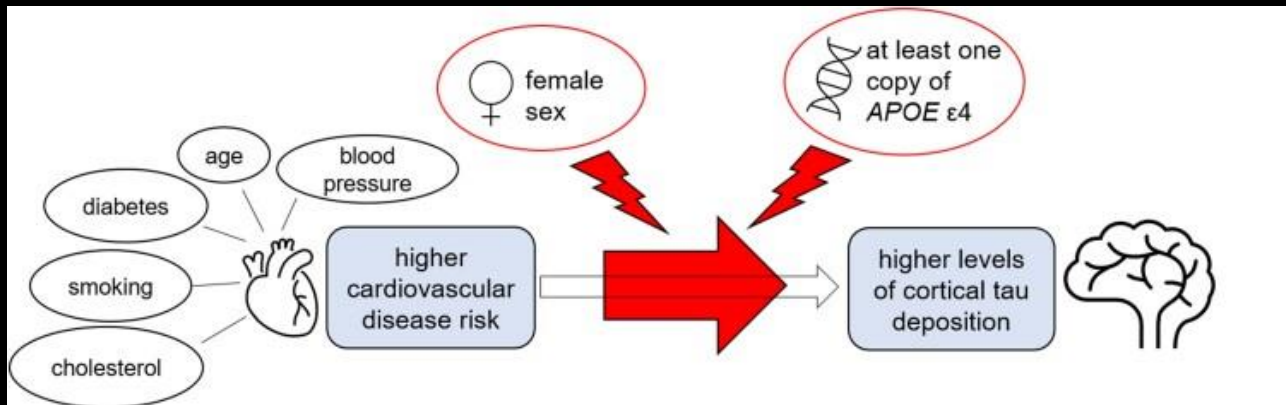 female
sex
at least one
copy of
APOE ε4
age
blood
pressure
diabetes
smoking
cholesterol
higher
cardiovascular
disease risk
higher levels
of cortical tau
deposition